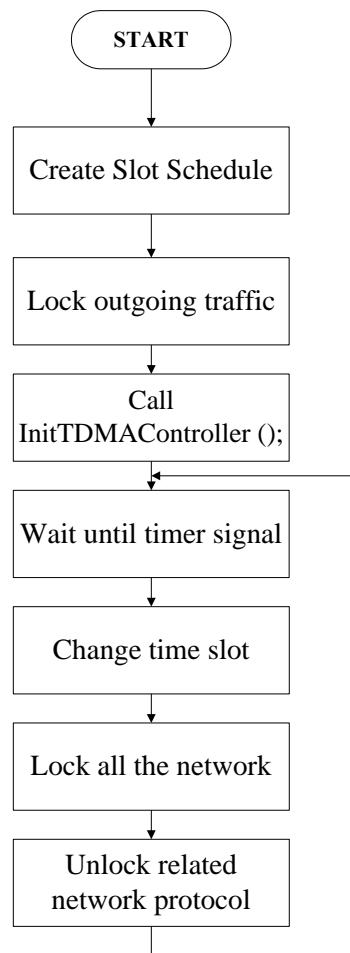 START
Create Slot Schedule
Lock outgoing traffic
Call
InitTDMAController ();
Wait until timer signal
Change time slot
Lock all the network
Unlock related
network protocol